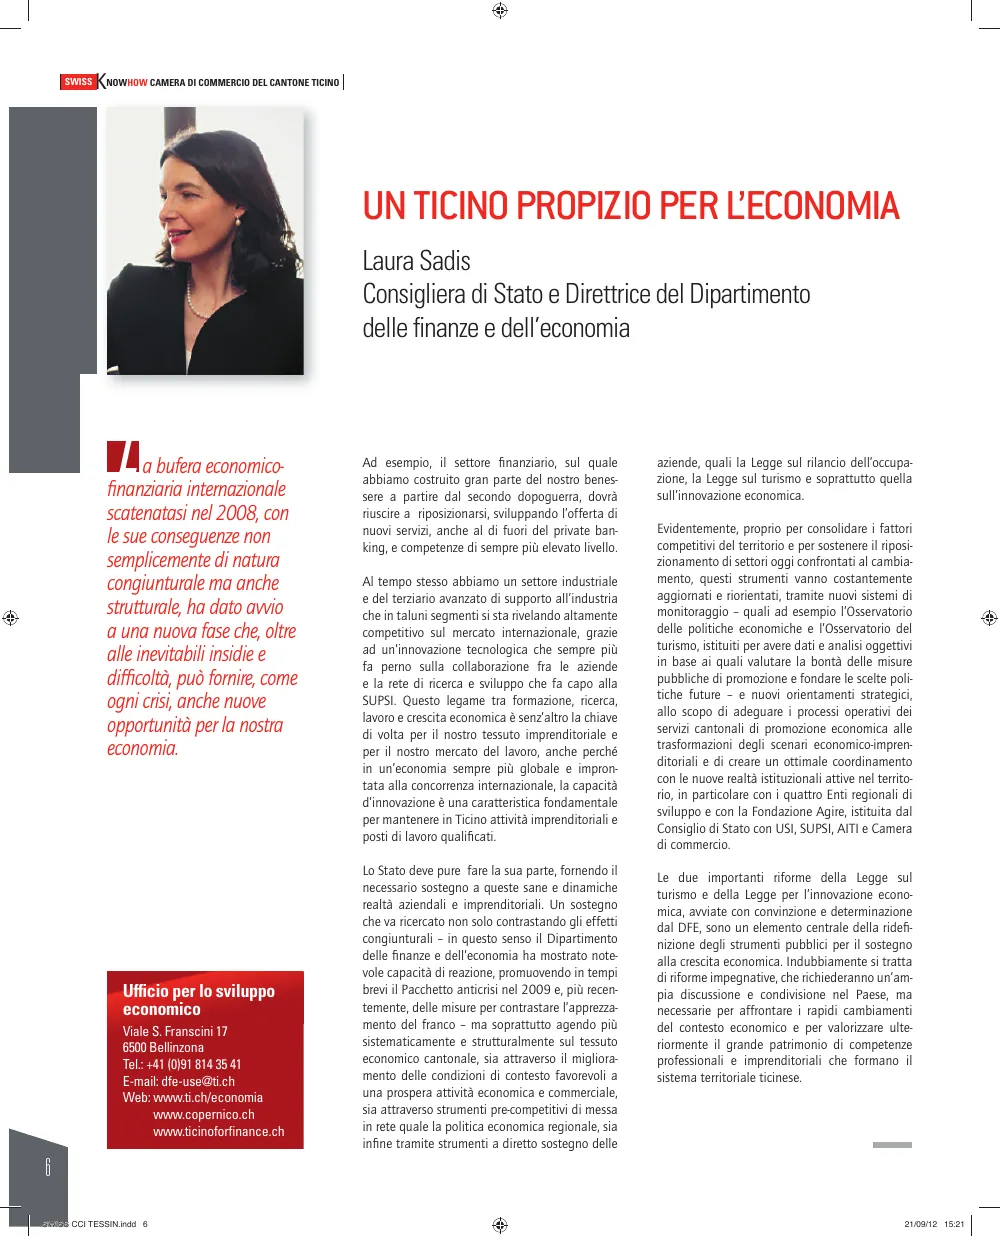 SWISS KNOWHOW CAMERA DI COMMERCIO DEL CANTONE TICINO
UN TICINO PROPIZIO PER L'ECONOMIA
Laura Sadis
Consigliera di Stato e Direttrice del Dipartimento
delle finanze e dell'economia
La bufera economico-
finanziaria internazionale
scatenatasi nel 2008, con
le sue conseguenze non
semplicemente di natura
congiunturale ma anche
strutturale, ha dato avvio
a una nuova fase che, oltre
alle inevitabili insidie e
difficoltà, può fornire, come
ogni crisi, anche nuove
opportunità per la nostra
economia.
Ufficio per lo sviluppo
economico
Viale S. Franscini 17
6500 Bellinzona
Tel.: +41 (0)91 814 35 41
E-mail: dfe-use@ti.ch
Web: www.ti.ch/economia
www.copernico.ch
www.ticinoforfinance.ch
Ad esempio, il settore finanziario, sul quale
abbiamo costruito gran parte del nostro benes-
sere a partire dal secondo dopoguerra, dovrà
riuscire a riposizionarsi, sviluppando l'offerta di
nuovi servizi, anche al di fuori del private ban-
king, e competenze di sempre più elevato livello.
Al tempo stesso abbiamo un settore industriale
e del terziario avanzato di supporto all'industria
che in taluni segmenti si sta rivelando altamente
competitivo sul mercato internazionale, grazie
ad un'innovazione tecnologica che sempre più
fa perno sulla collaborazione fra le aziende
e la rete di ricerca e sviluppo che fa capo alla
SUPSI. Questo legame tra formazione, ricerca,
lavoro e crescita economica è senz'altro la chiave
di volta per il nostro tessuto imprenditoriale e
per il nostro mercato del lavoro, anche perché
in un'economia sempre più globale e impron-
tata alla concorrenza internazionale, la capacità
d'innovazione è una caratteristica fondamentale
per mantenere in Ticino attività imprenditoriali e
posti di lavoro qualificati.
Lo Stato deve pure fare la sua parte, fornendo il
necessario sostegno a queste sane e dinamiche
realtà aziendali e imprenditoriali. Un sostegno
che va ricercato non solo contrastando gli effetti
congiunturali – in questo senso il Dipartimento
delle finanze e dell'economia ha mostrato note-
vole capacità di reazione, promuovendo in tempi
brevi il Pacchetto anticrisi nel 2009 e, più recen-
temente, delle misure per contrastare l'apprezza-
mento del franco – ma soprattutto agendo più
sistematicamente e strutturalmente sul tessuto
economico cantonale, sia attraverso il migliora-
mento delle condizioni di contesto favorevoli a
una prospera attività economica e commerciale,
sia attraverso strumenti pre-competitivi di messa
in rete quale la politica economica regionale, sia
infine tramite strumenti a diretto sostegno delle
aziende, quali la Legge sul rilancio dell'occupa-
zione, la Legge sul turismo e soprattutto quella
sull'innovazione economica.
Evidentemente, proprio per consolidare i fattori
competitivi del territorio e per sostenere il riposi-
zionamento di settori oggi confrontati al cambia-
mento, questi strumenti vanno costantemente
aggiornati e riorientati, tramite nuovi sistemi di
monitoraggio – quali ad esempio l'Osservatorio
delle politiche economiche e l'Osservatorio del
turismo, istituiti per avere dati e analisi oggettivi
in base ai quali valutare la bontà delle misure
pubbliche di promozione e fondare le scelte poli-
tiche future – e nuovi orientamenti strategici,
allo scopo di adeguare i processi operativi dei
servizi cantonali di promozione economica alle
trasformazioni degli scenari economico-impren-
ditoriali e di creare un ottimale coordinamento
con le nuove realtà istituzionali attive nel territo-
rio, in particolare con i quattro Enti regionali di
sviluppo e con la Fondazione Agire, istituita dal
Consiglio di Stato con USI, SUPSI, AITI e Camera
di commercio.
Le due importanti riforme della Legge sul
turismo e della Legge per l'innovazione econo-
mica, avviate con convinzione e determinazione
dal DFE, sono un elemento centrale della ridefi-
nizione degli strumenti pubblici per il sostegno
alla crescita economica. Indubbiamente si tratta
di riforme impegnative, che richiederanno un'am-
pia discussione e condivisione nel Paese, ma
necessarie per affrontare i rapidi cambiamenti
del contesto economico e per valorizzare ulte-
riormente il grande patrimonio di competenze
professionali e imprenditoriali che formano il
sistema territoriale ticinese.
6
CCI TESSIN.indd 6
21/09/12 15:21